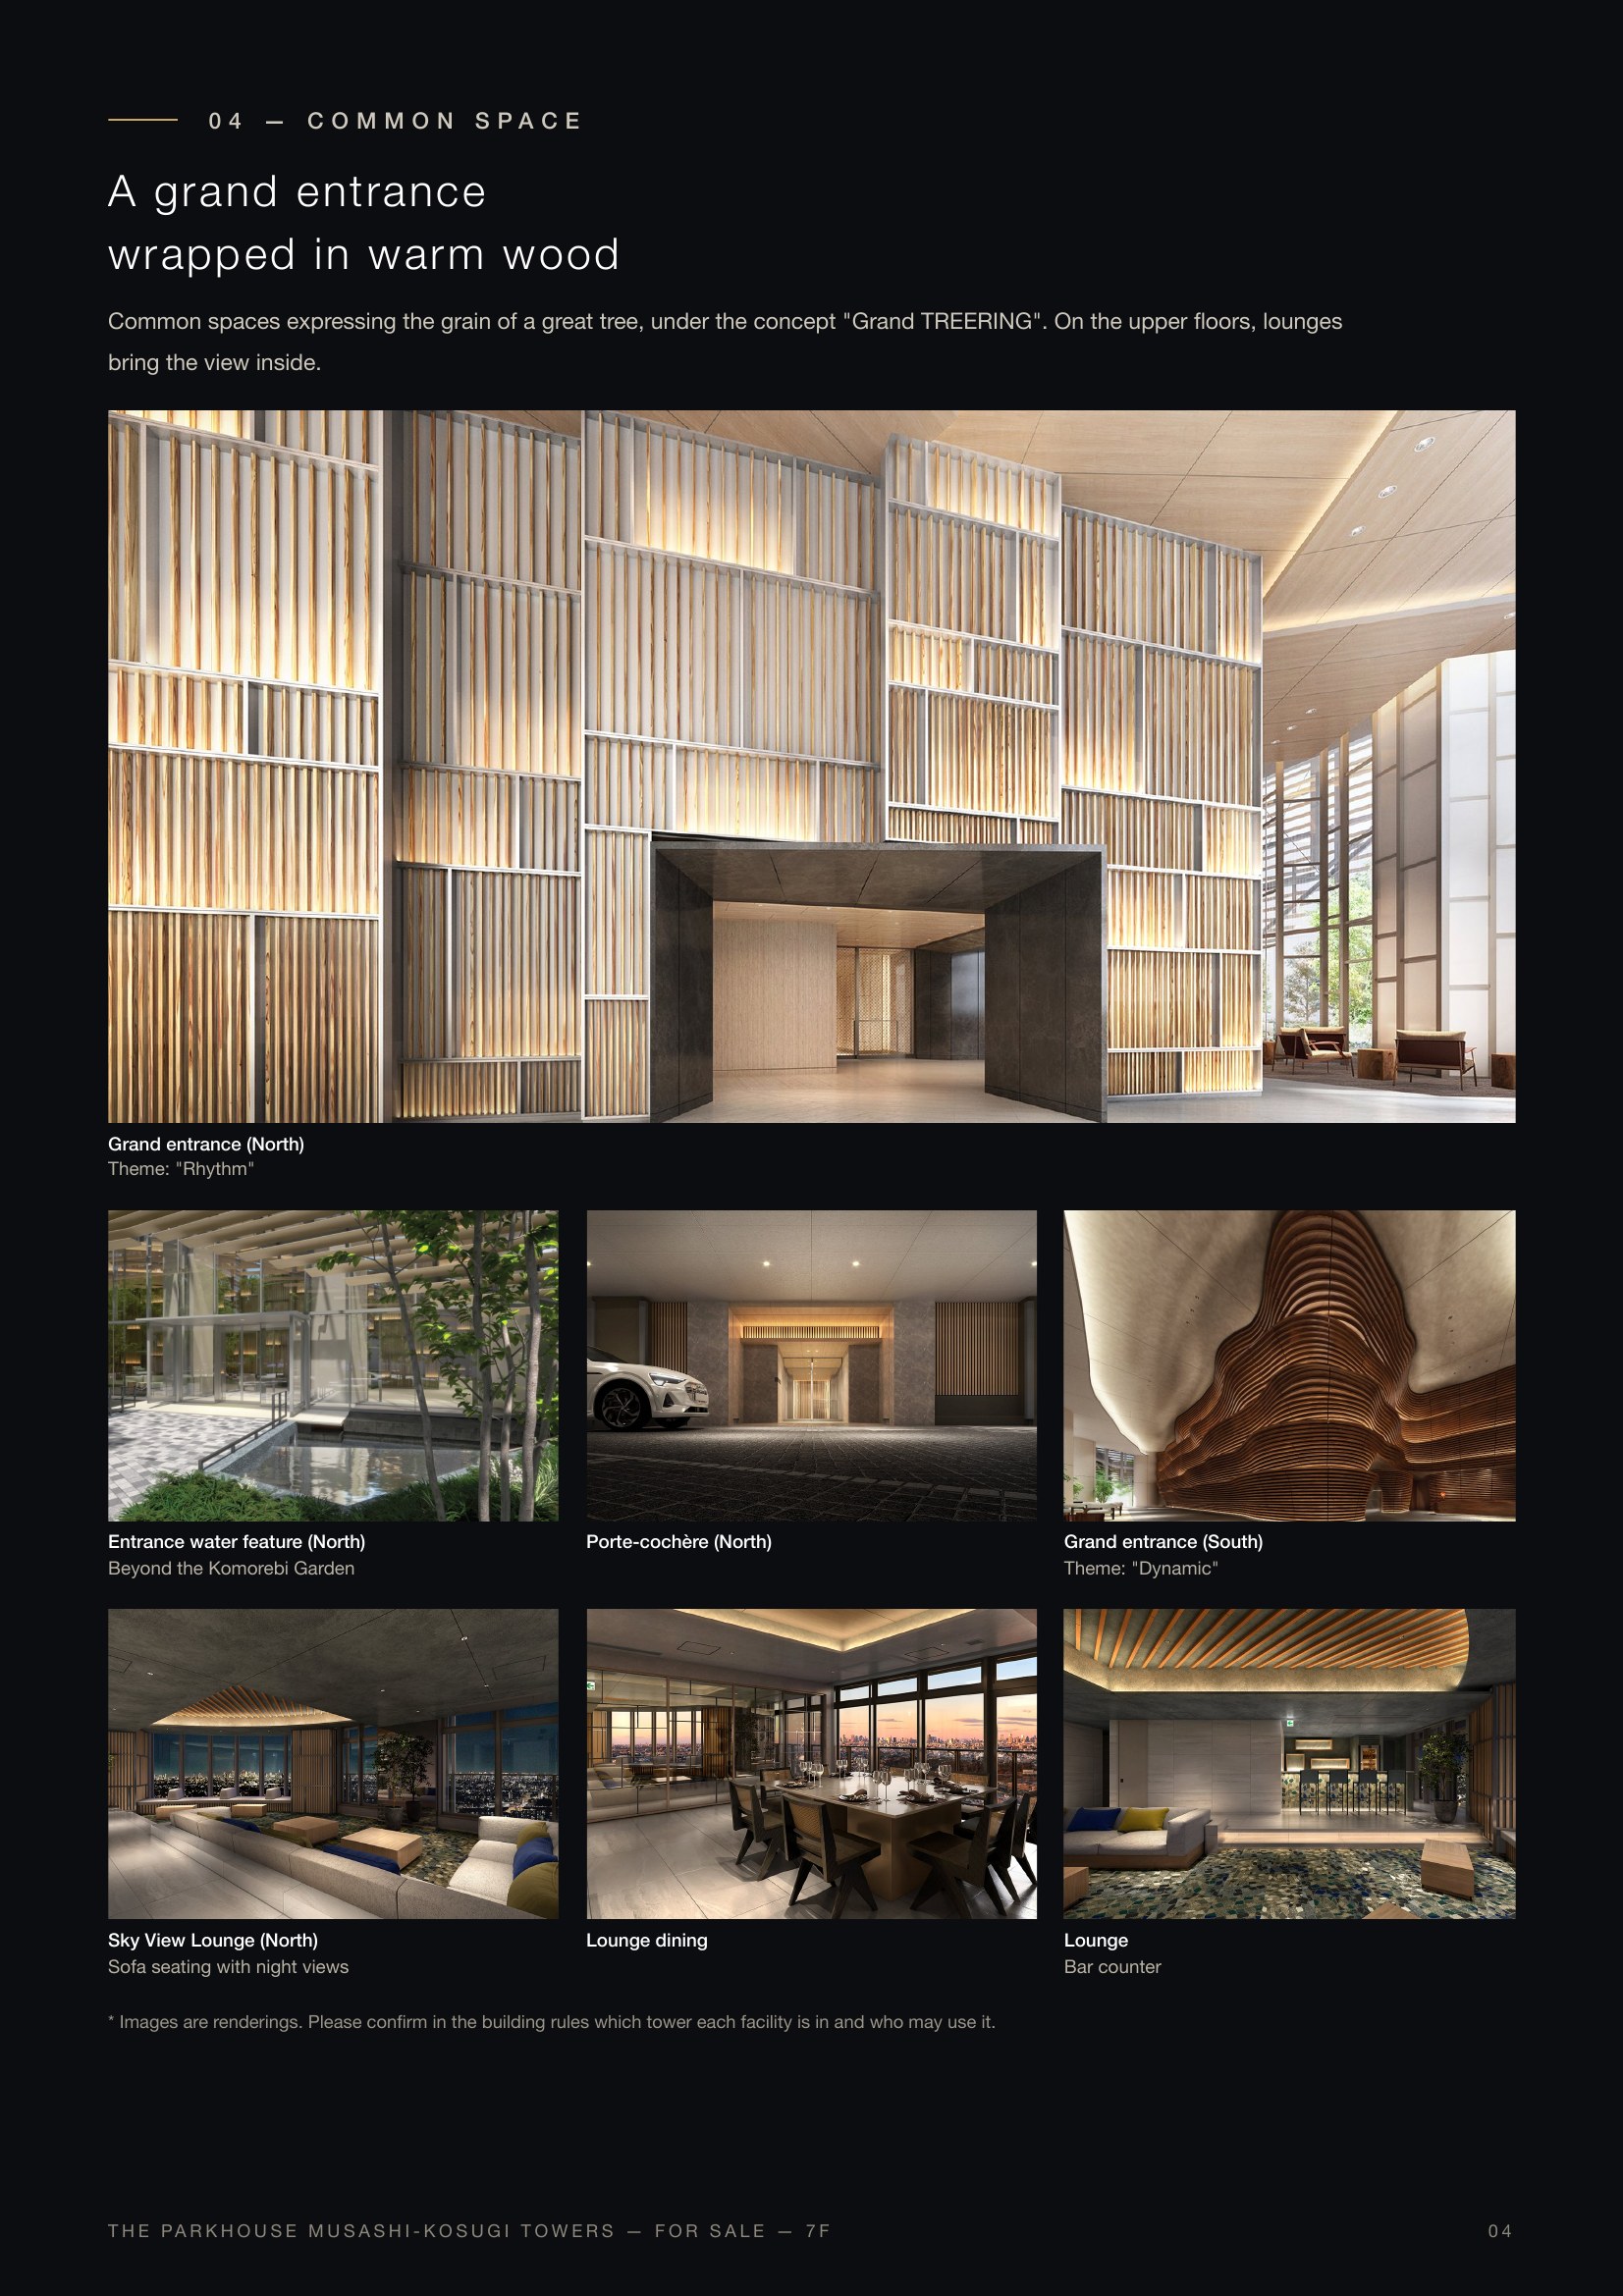 04 — COMMON SPACE
A grand entrance
wrapped in warm wood
Common spaces expressing the grain of a great tree, under the concept "Grand TREERING". On the upper floors, lounges
bring the view inside.
Grand entrance (North)
Theme: "Rhythm"
Entrance water feature (North)
Beyond the Komorebi Garden
Porte-cochère (North)
Grand entrance (South)
Theme: "Dynamic"
Sky View Lounge (North)
Sofa seating with night views
Lounge dining
Lounge
Bar counter
* Images are renderings. Please confirm in the building rules which tower each facility is in and who may use it.
THE PARKHOUSE MUSASHI-KOSUGI TOWERS — FOR SALE — 7F
04